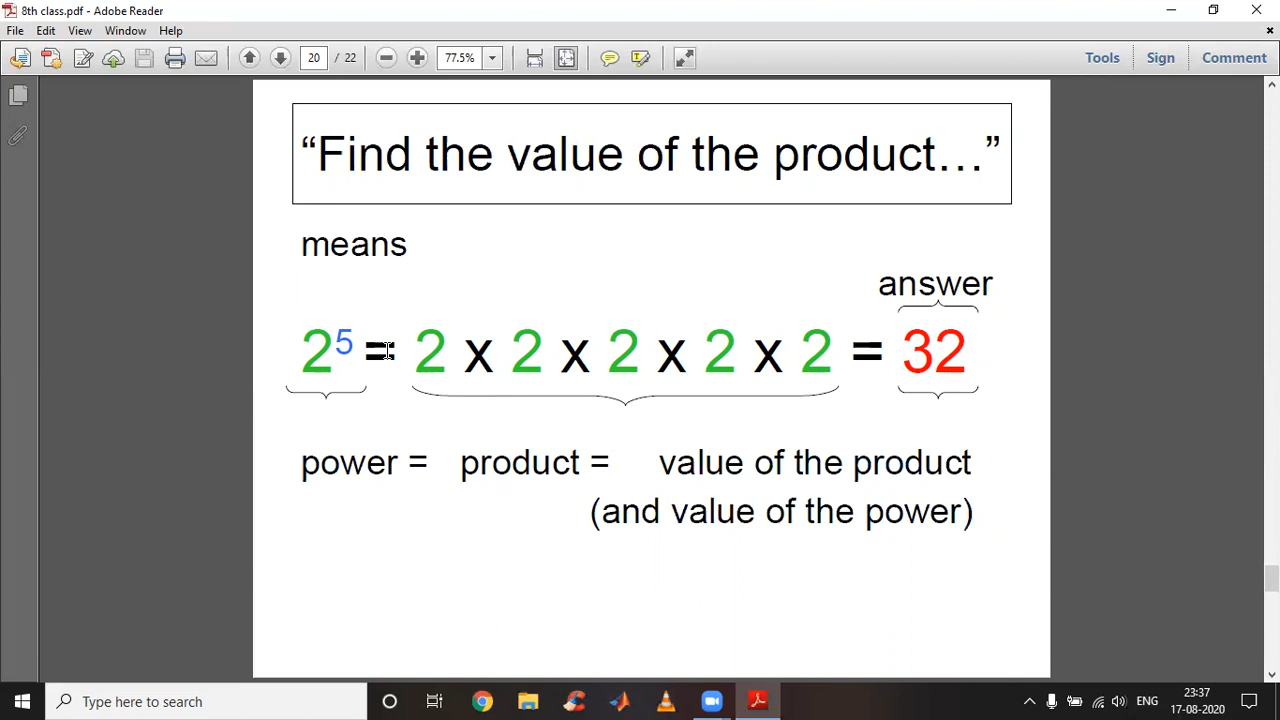 8th class.pdf - Adobe Reader
File Edit View Window Help
20 / 22 77.5% Tools Sign Comment
“Find the value of the product…”
means
answer
2⁵ = 2 x 2 x 2 x 2 x 2 = 32
power = product = value of the product
(and value of the power)
Type here to search
ENG
23:37
17-08-2020